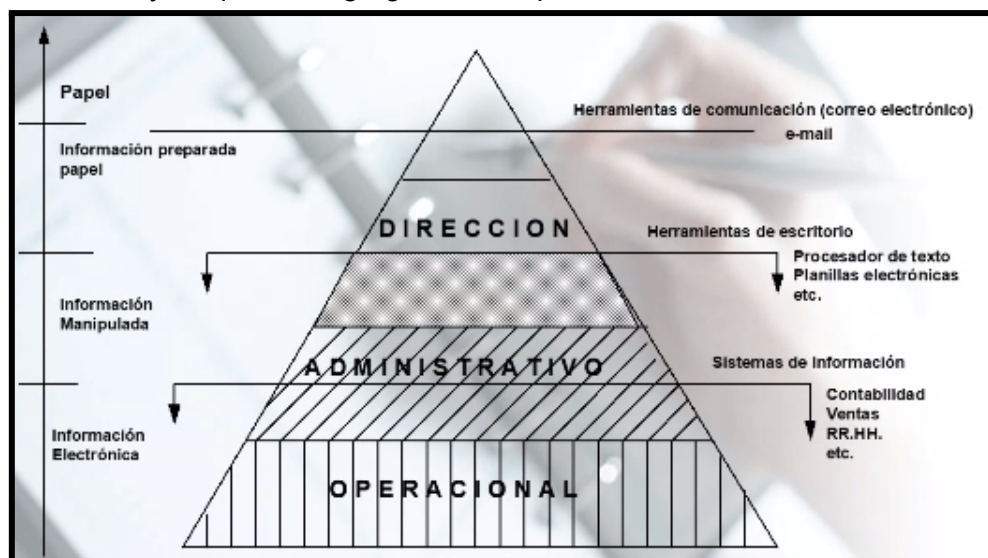 Papel
Herramientas de comunicación (correo electrónico)
e-mail
Información preparada
papel
DIRECCION
Herramientas de escritorio
Procesador de texto
Planillas electrónicas
etc.
Información
Manipulada
ADMINISTRATIVO
Sistemas de información
Contabilidad
Ventas
RR.HH.
etc.
Información
Electrónica
OPERACIONAL